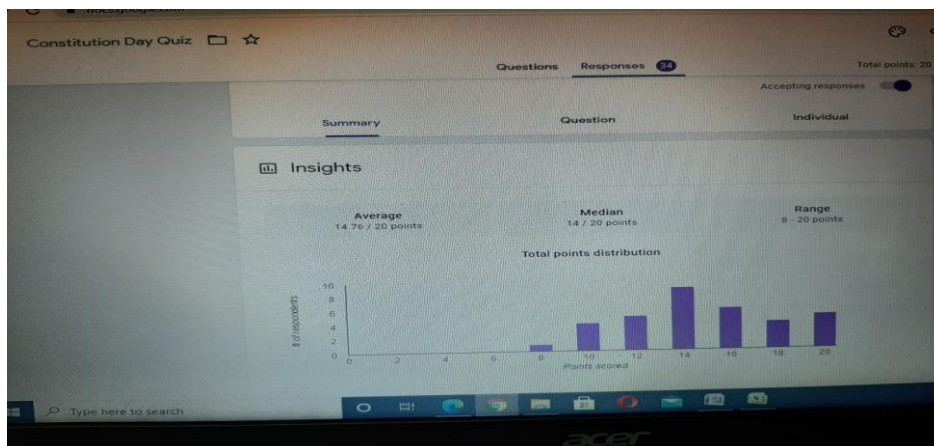 docs.google.com
Constitution Day Quiz
Questions Responses 34 Total points: 20
Accepting responses
Summary Question Individual
Insights
Average Median Range
14.76 / 20 points 14 / 20 points 8 - 20 points
Total points distribution
# of respondents
10
8
6
4
2
0
0 2 4 6 8 10 12 14 16 18 20
Points scored
Type here to search
acer